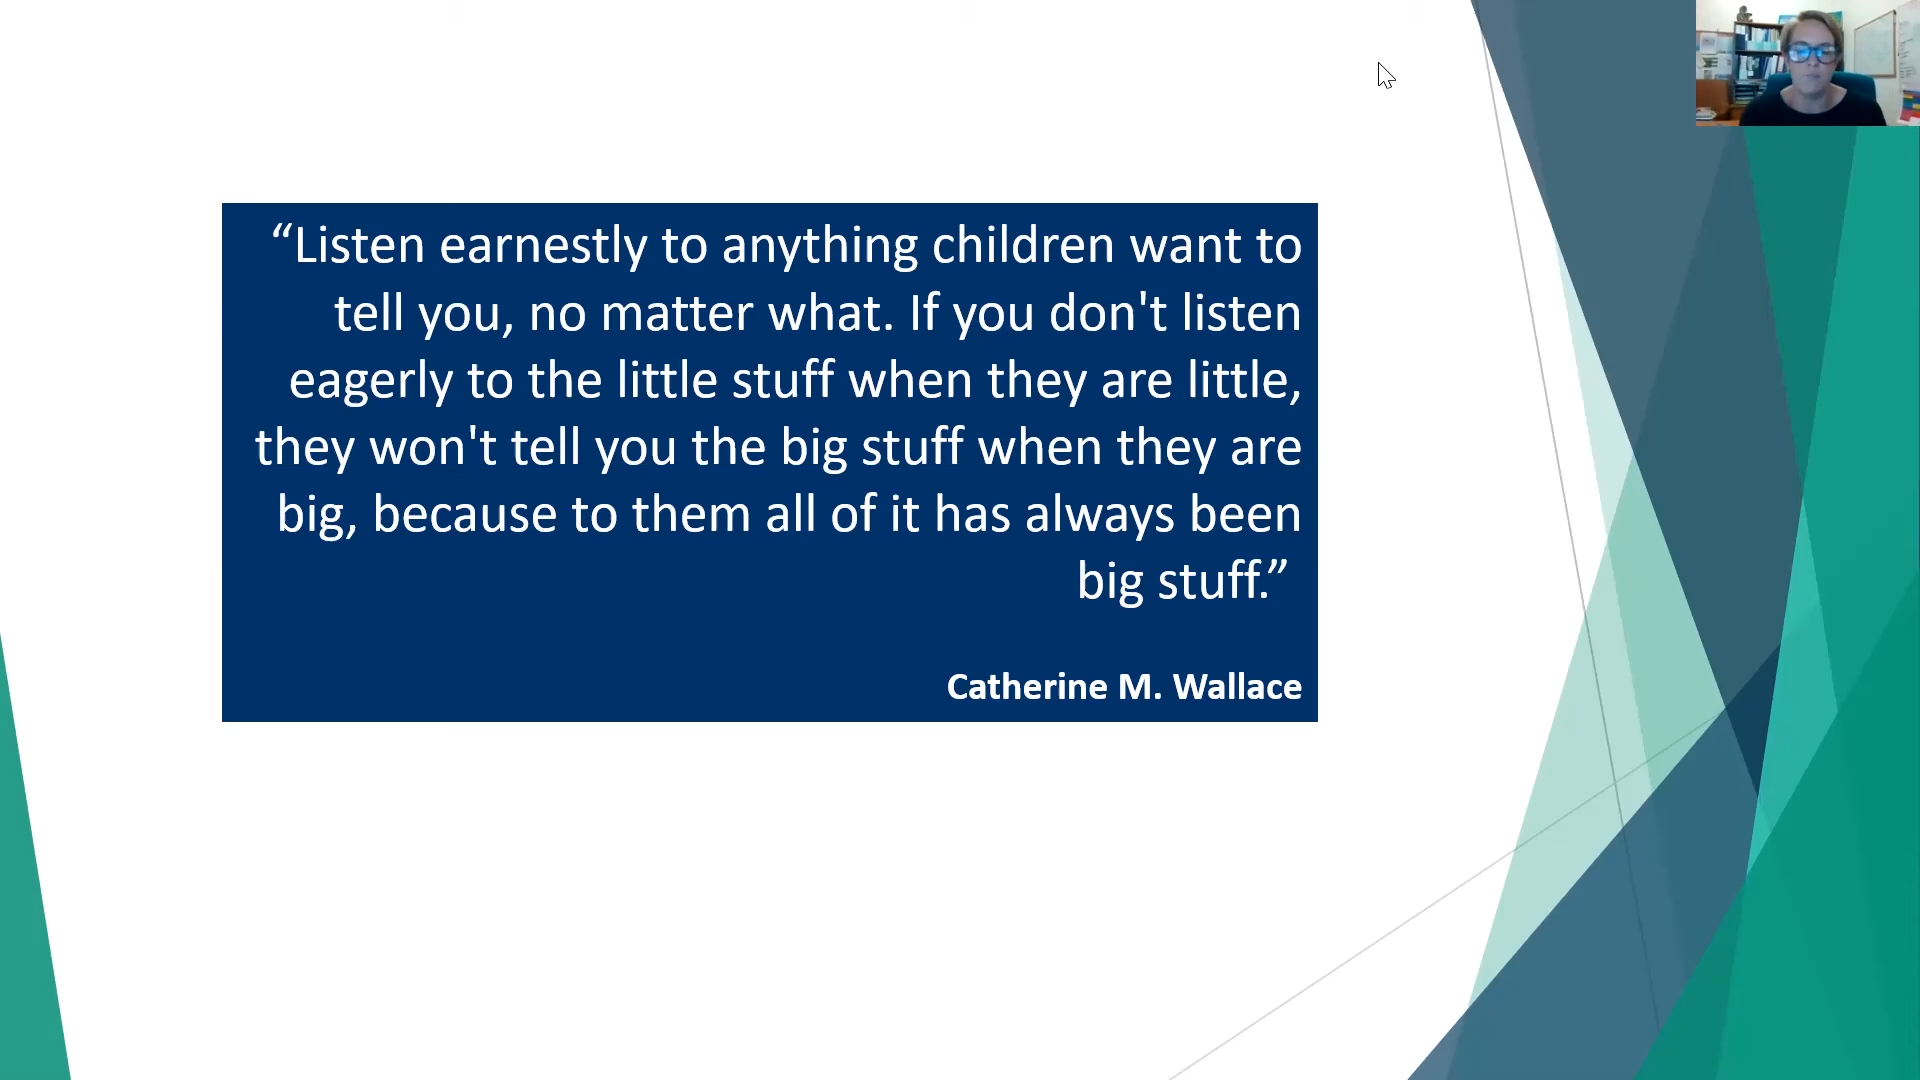 “Listen earnestly to anything children want to
tell you, no matter what. If you don't listen
eagerly to the little stuff when they are little,
they won't tell you the big stuff when they are
big, because to them all of it has always been
big stuff.”
Catherine M. Wallace